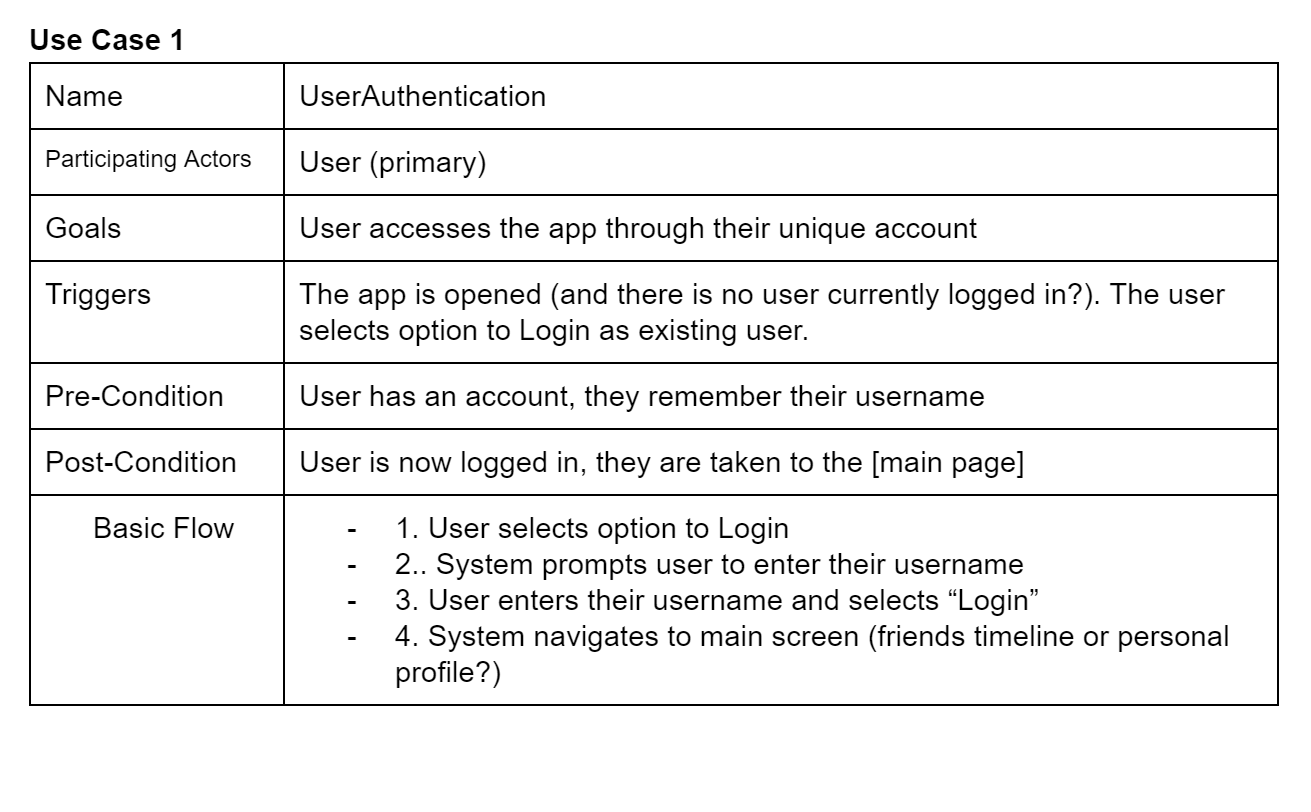 Use Case 1
Name
UserAuthentication
Participating Actors
User (primary)
Goals
User accesses the app through their unique account
Triggers
The app is opened (and there is no user currently logged in?). The user
selects option to Login as existing user.
Pre-Condition
User has an account, they remember their username
Post-Condition
User is now logged in, they are taken to the [main page]
Basic Flow
- 1. User selects option to Login
- 2.. System prompts user to enter their username
- 3. User enters their username and selects “Login”
- 4. System navigates to main screen (friends timeline or personal
profile?)